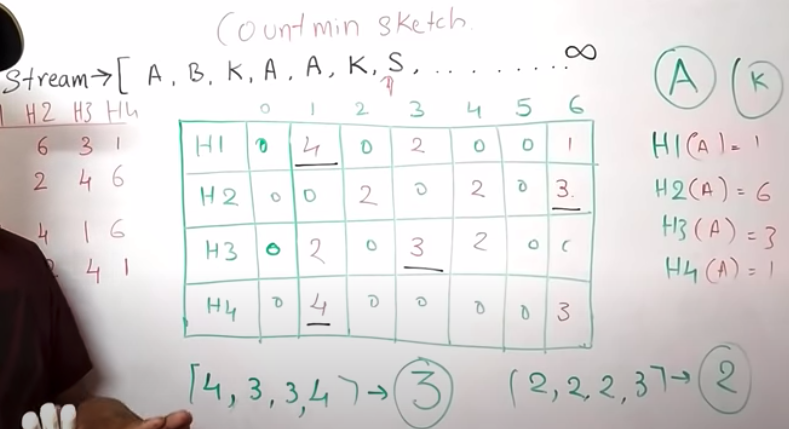 Countmin sketch.
Stream→[ A, B, K, A, A, K, S, . . . . . . . . ∞
A K
H2 H3 H4
6 3 1
2 4 6
4 1 6
4 1
0 1 2 3 4 5 6
H1 0 4 0 2 0 0 1
H2 0 0 2 0 2 0 3
H3 0 2 0 3 2 0
H4 0 4 0 0 0 0 3
H1(A) = 1
H2(A) = 6
H3(A) = 3
H4(A) = 1
[4, 3, 3, 4] → 3
[2, 2, 2, 3] → 2